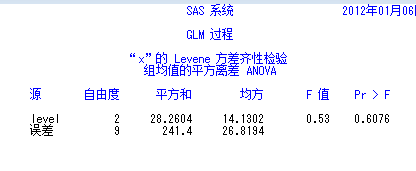 SAS 系统 2012年01月06
GLM 过程
“x”的 Levene 方差齐性检验
组均值的平方离差 ANOVA
源 自由度 平方和 均方 F 值 Pr > F
level 2 28.2604 14.1302 0.53 0.6076
误差 9 241.4 26.8194